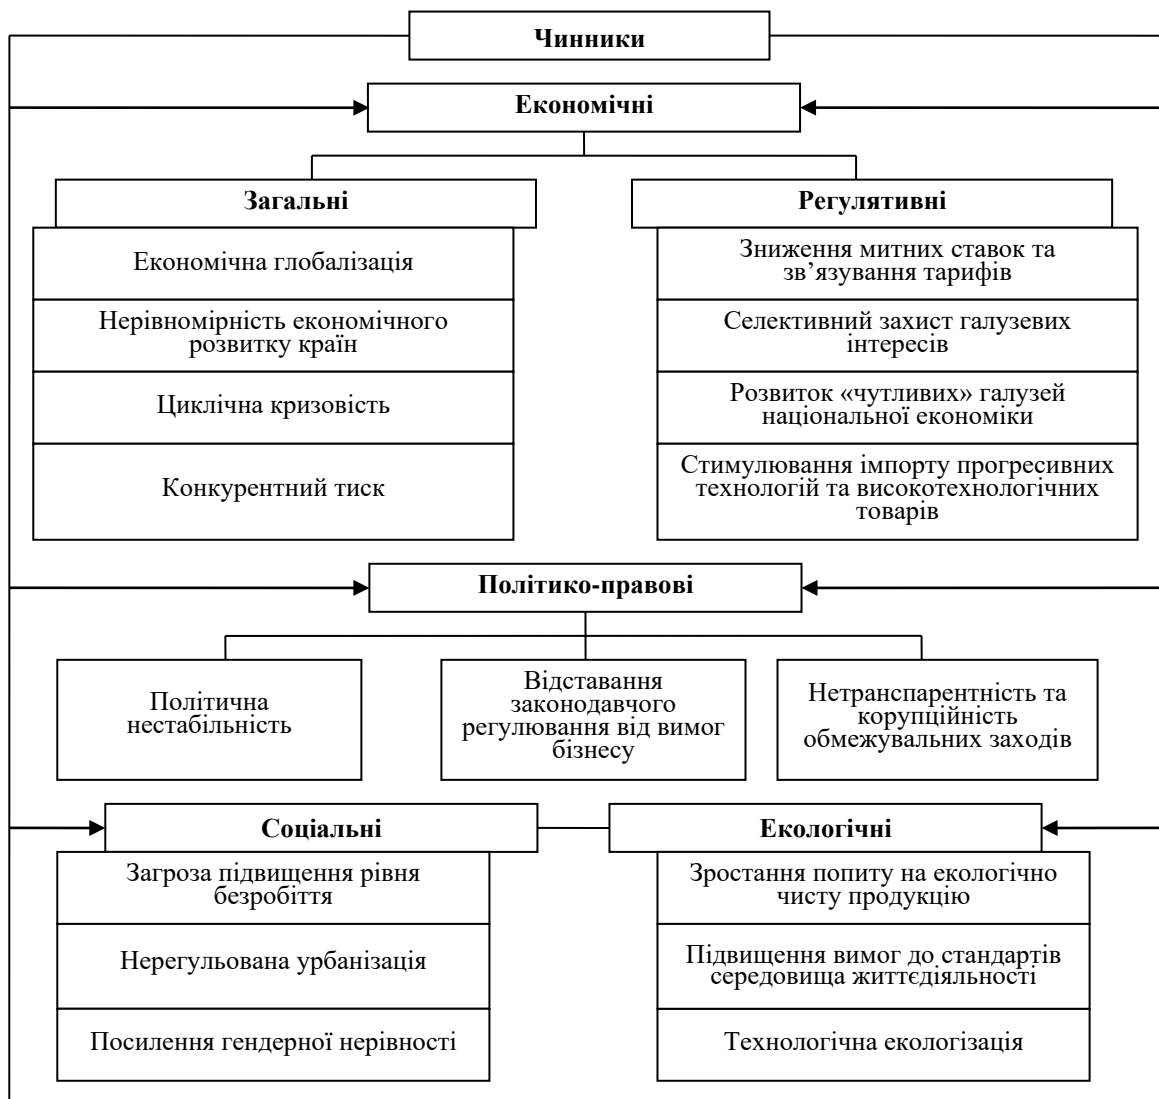 Чинники
Економічні
Загальні
Економічна глобалізація
Нерівномірність економічного
розвитку країн
Циклічна кризовість
Конкурентний тиск
Регулятивні
Зниження митних ставок та
зв’язування тарифів
Селективний захист галузевих
інтересів
Розвиток «чутливих» галузей
національної економіки
Стимулювання імпорту прогресивних
технологій та високотехнологічних
товарів
Політико-правові
Політична
нестабільність
Відставання
законодавчого
регулювання від вимог
бізнесу
Нетранспарентність та
корупційність
обмежувальних заходів
Соціальні
Загроза підвищення рівня
безробіття
Нерегульована урбанізація
Посилення гендерної нерівності
Екологічні
Зростання попиту на екологічно
чисту продукцію
Підвищення вимог до стандартів
середовища життєдіяльності
Технологічна екологізація